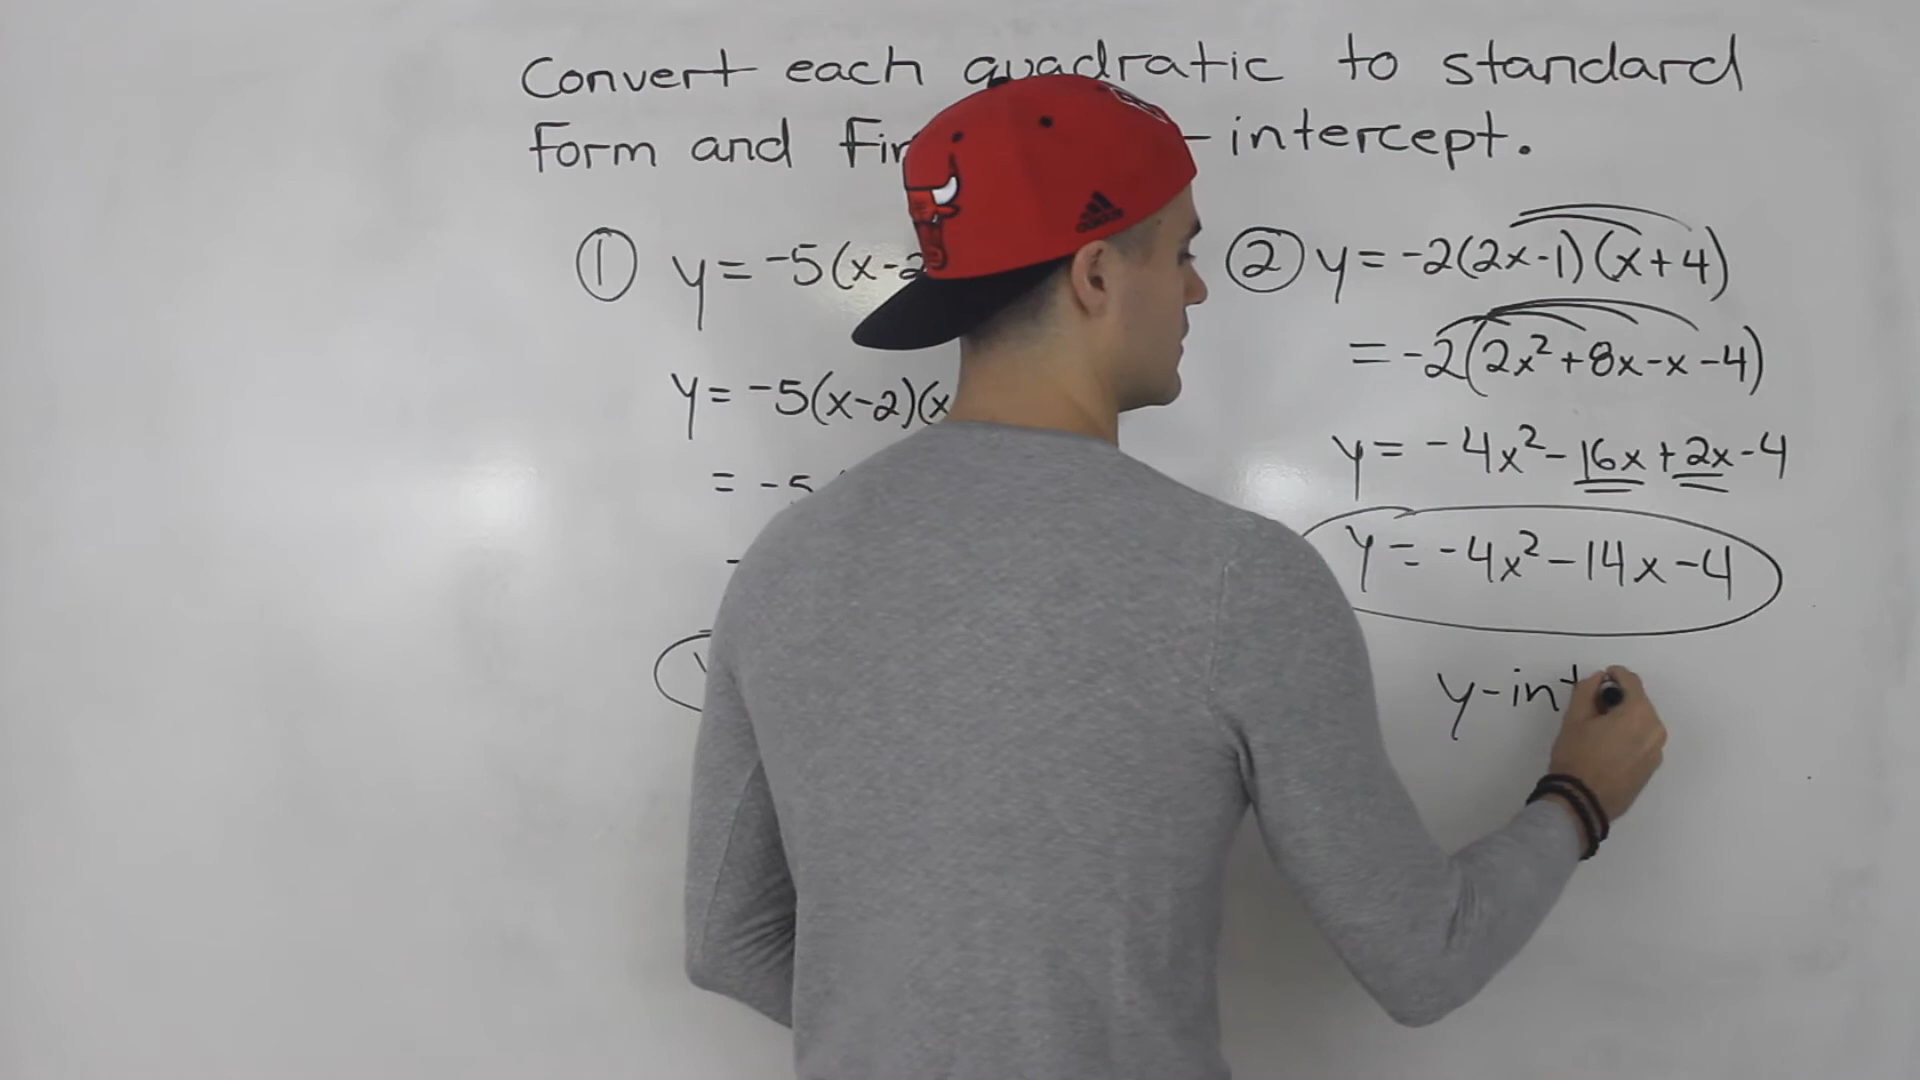 Convert each quadratic to standard
form and -intercept.
① y = -5(x-2
y = -5(x-2)(x
= -5
② y = -2(2x-1)(x+4)
= -2(2x²+8x-x-4)
y = -4x²-16x+2x-4
y = -4x²-14x-4
y-int
adidas